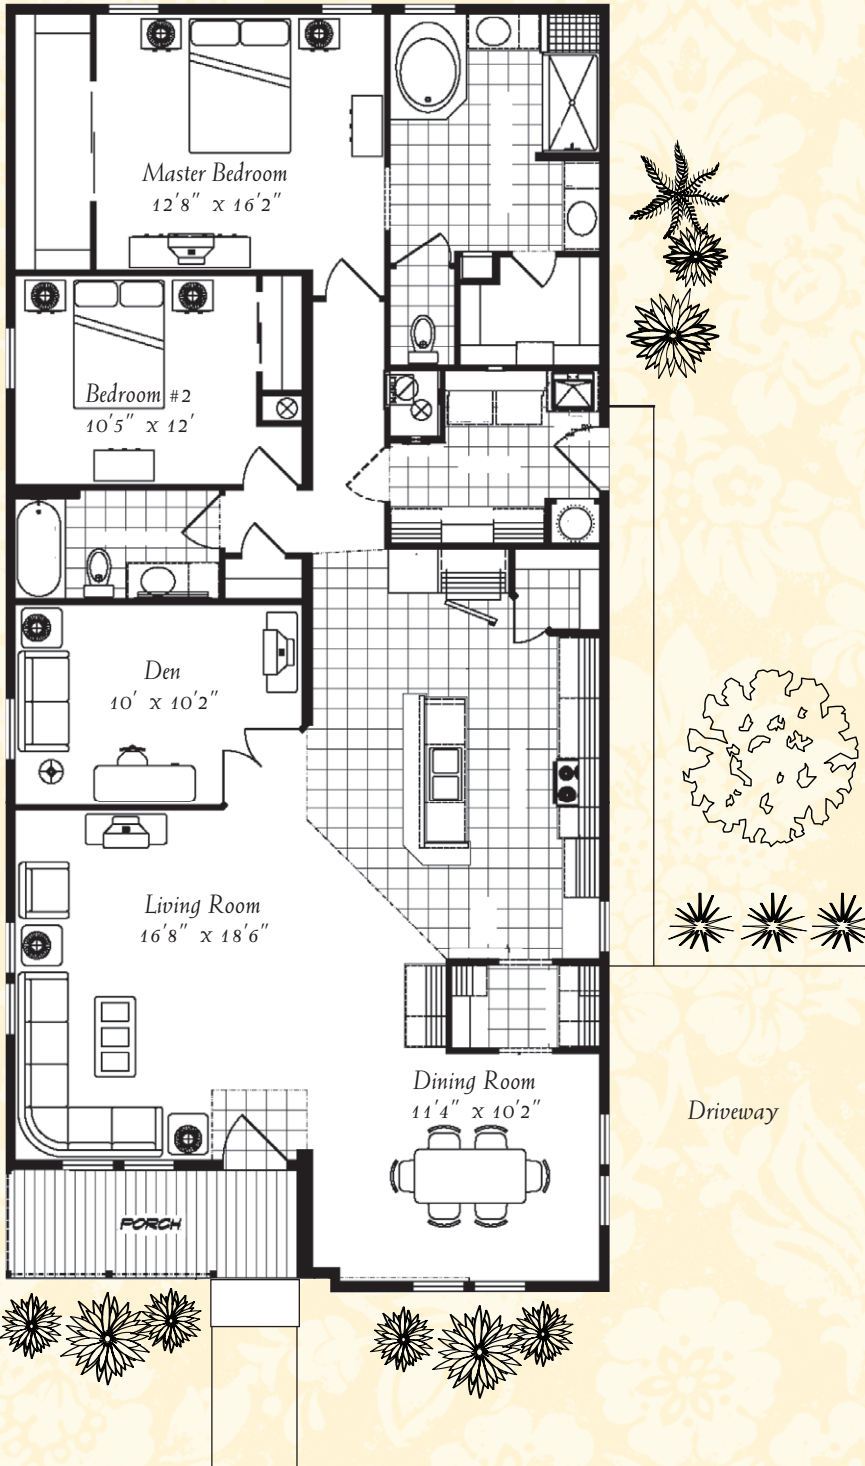 Master Bedroom
12'8" x 16'2"
Bedroom #2
10'5" x 12'
Den
10' x 10'2"
Living Room
16'8" x 18'6"
Dining Room
11'4" x 10'2"
Driveway
PORCH